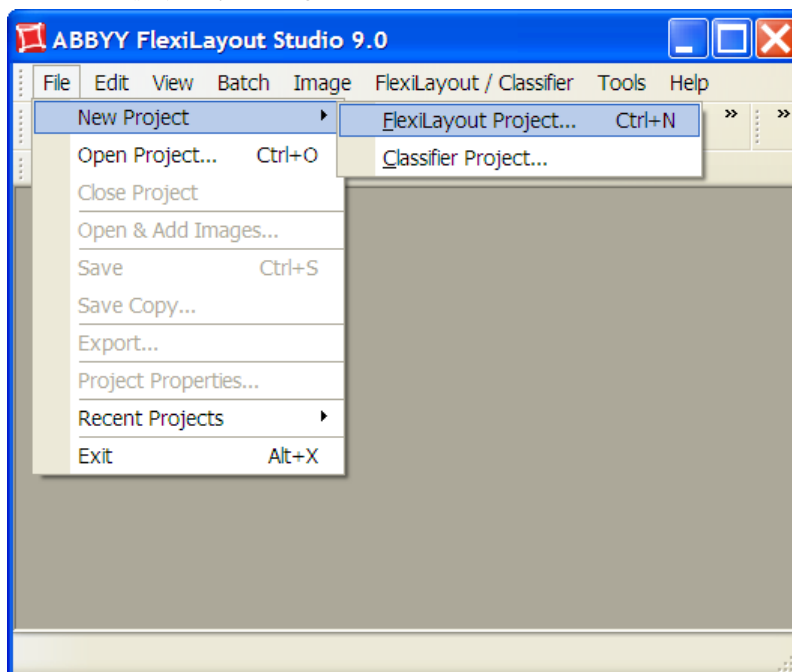 ABBYY FlexiLayout Studio 9.0
File Edit View Batch Image FlexiLayout / Classifier Tools Help
New Project FlexiLayout Project... Ctrl+N
Open Project... Ctrl+O Classifier Project...
Close Project
Open & Add Images...
Save Ctrl+S
Save Copy...
Export...
Project Properties...
Recent Projects
Exit Alt+X